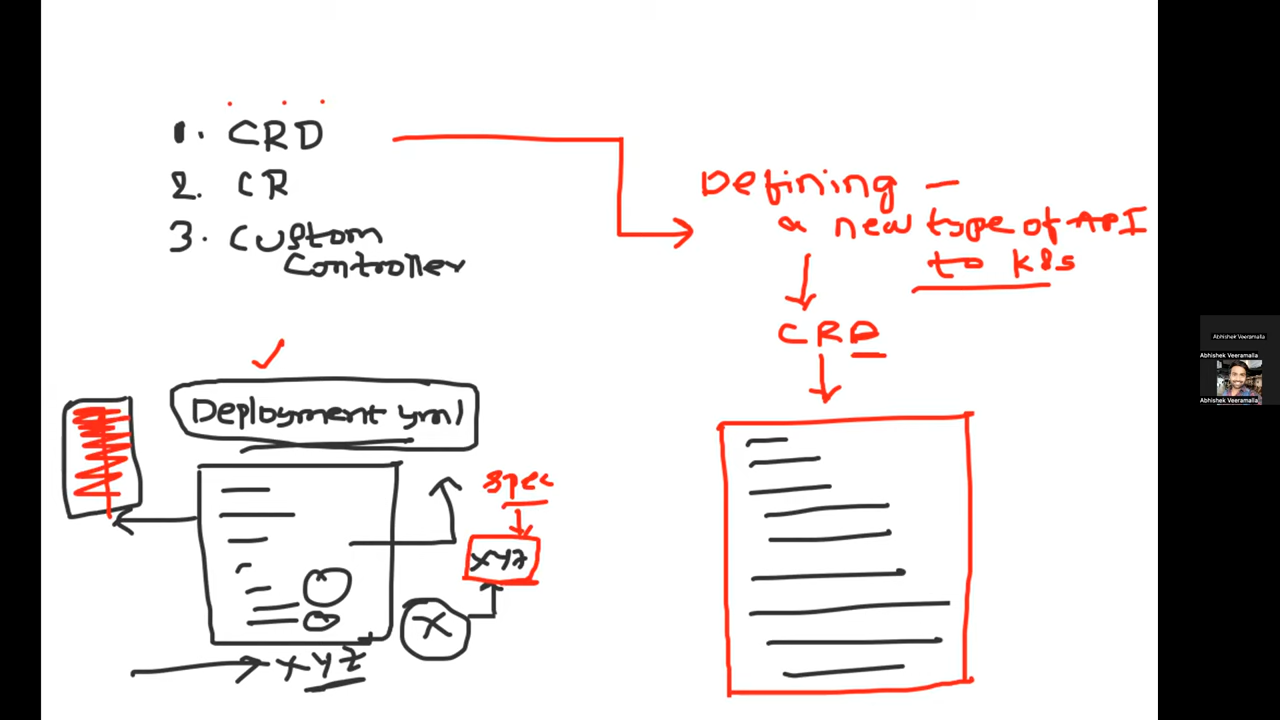 1. CRD
2. CR
3. Custom
Controller
Defining —
a new type of API
to k8s
CRD
Deployment yml
spec
xyz
X
xyz
Abhishek Veeramalla
Abhishek Veeramalla
Abhishek Veeramalla